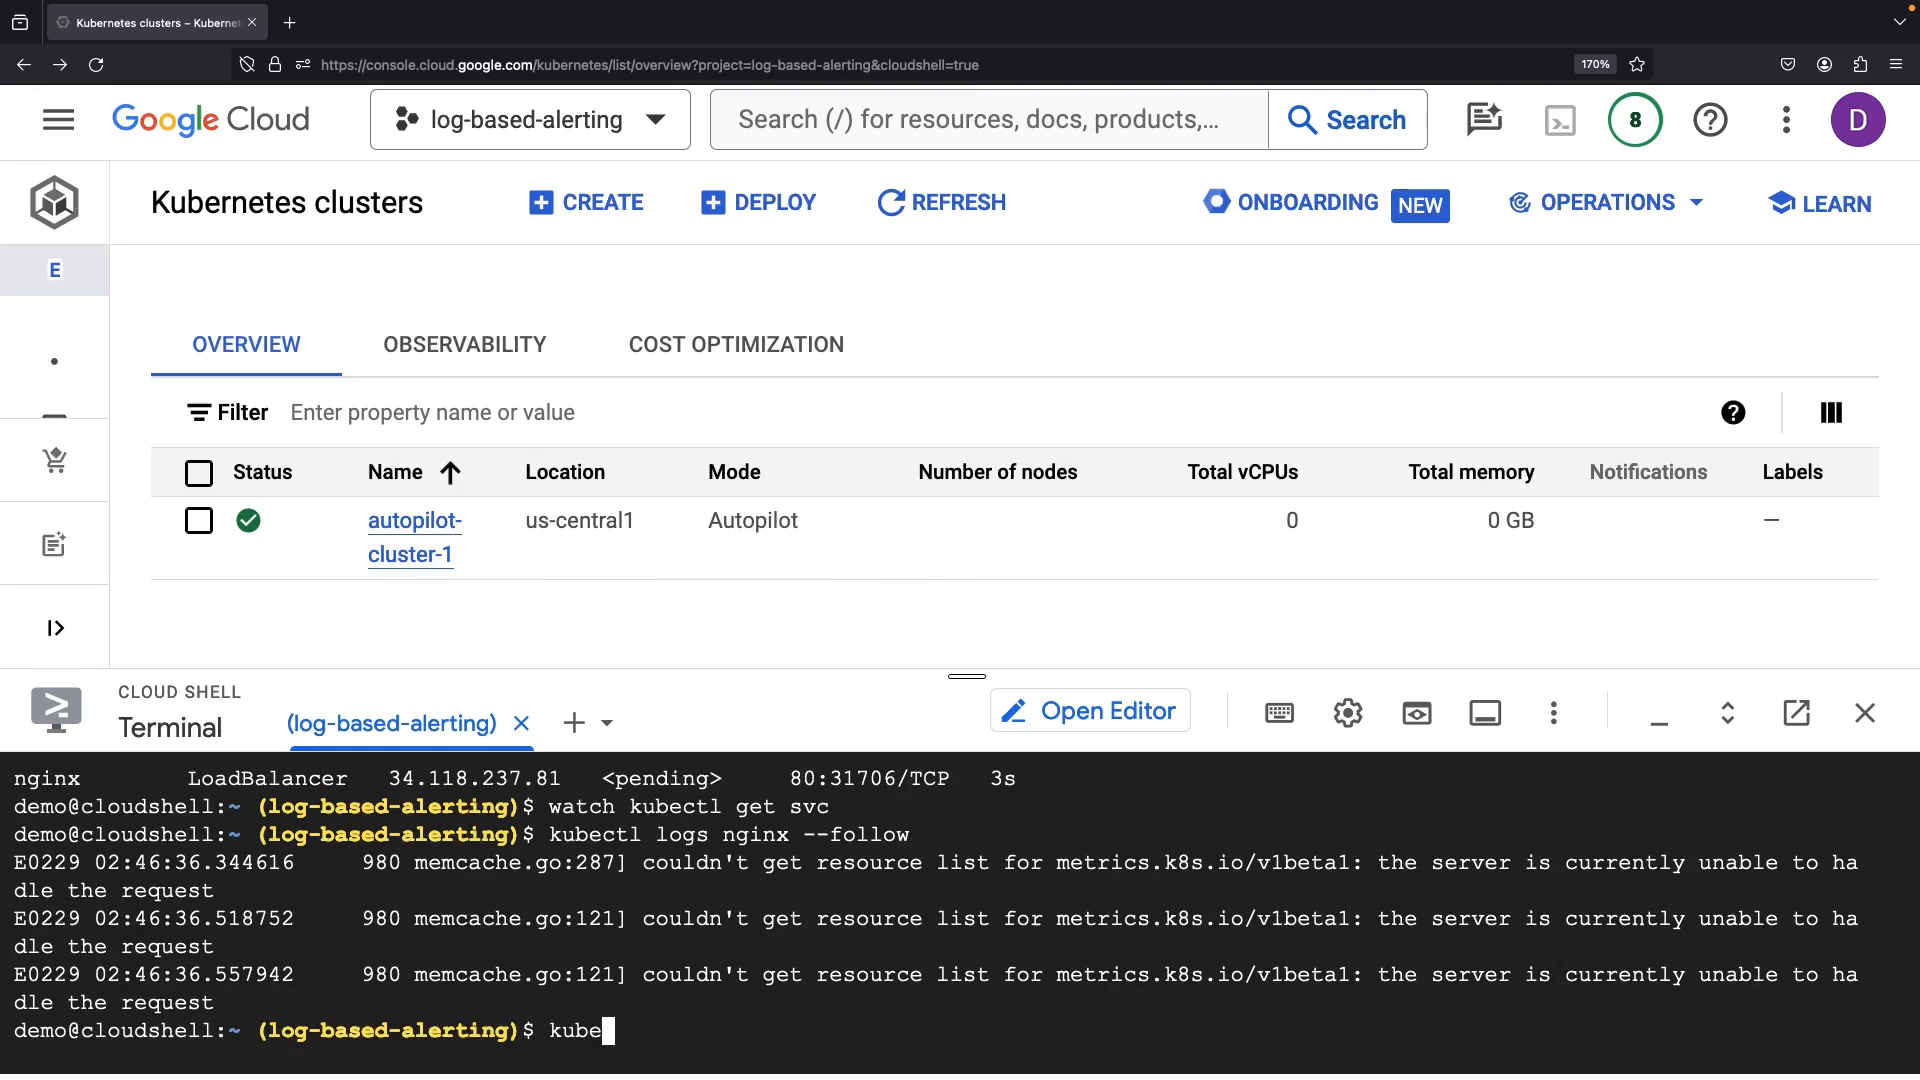 Kubernetes clusters – Kubernet
https://console.cloud.google.com/kubernetes/list/overview?project=log-based-alerting&cloudshell=true
170%
Google Cloud
log-based-alerting
Search (/) for resources, docs, products,...
Search
8
D
Kubernetes clusters
CREATE
DEPLOY
REFRESH
ONBOARDING NEW
OPERATIONS
LEARN
E
OVERVIEW
OBSERVABILITY
COST OPTIMIZATION
Filter Enter property name or value
Status Name Location Mode Number of nodes Total vCPUs Total memory Notifications Labels
autopilot- us-central1 Autopilot 0 0 GB —
cluster-1
CLOUD SHELL
Terminal
(log-based-alerting)
Open Editor
nginx LoadBalancer 34.118.237.81 <pending> 80:31706/TCP 3s
demo@cloudshell:~ (log-based-alerting)$ watch kubectl get svc
demo@cloudshell:~ (log-based-alerting)$ kubectl logs nginx --follow
E0229 02:46:36.344616 980 memcache.go:287] couldn't get resource list for metrics.k8s.io/v1beta1: the server is currently unable to ha
dle the request
E0229 02:46:36.518752 980 memcache.go:121] couldn't get resource list for metrics.k8s.io/v1beta1: the server is currently unable to ha
dle the request
E0229 02:46:36.557942 980 memcache.go:121] couldn't get resource list for metrics.k8s.io/v1beta1: the server is currently unable to ha
dle the request
demo@cloudshell:~ (log-based-alerting)$ kube